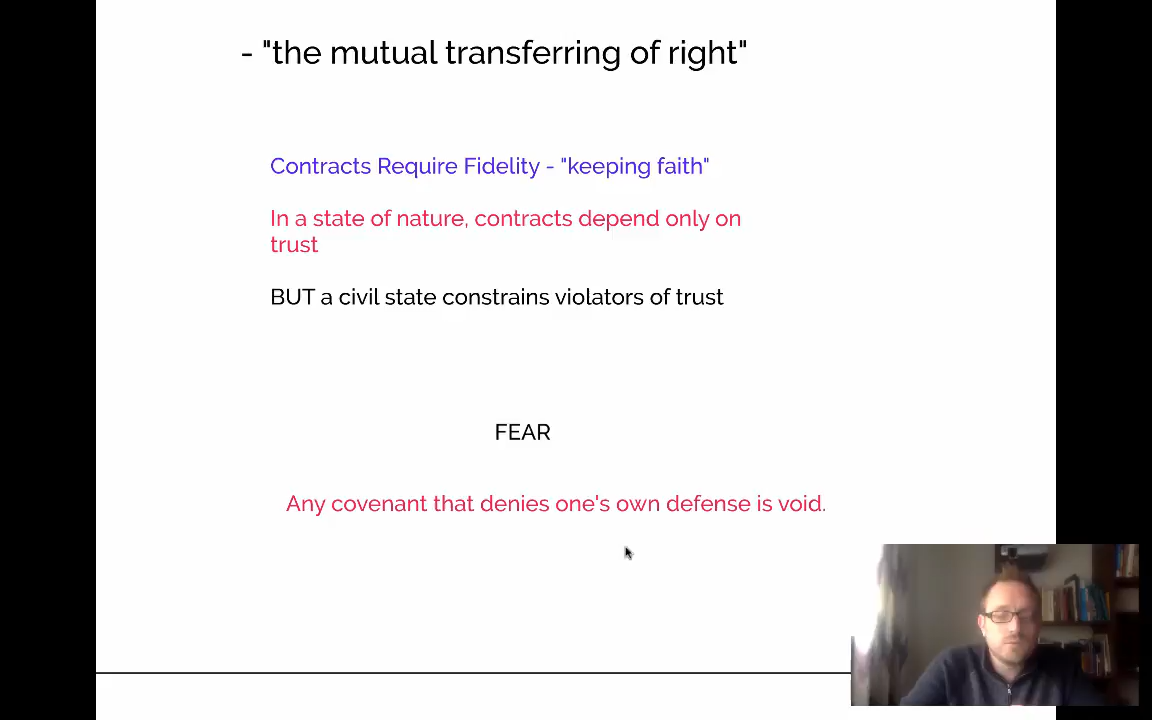 - "the mutual transferring of right"
Contracts Require Fidelity - "keeping faith"
In a state of nature, contracts depend only on
trust
BUT a civil state constrains violators of trust
FEAR
Any covenant that denies one's own defense is void.